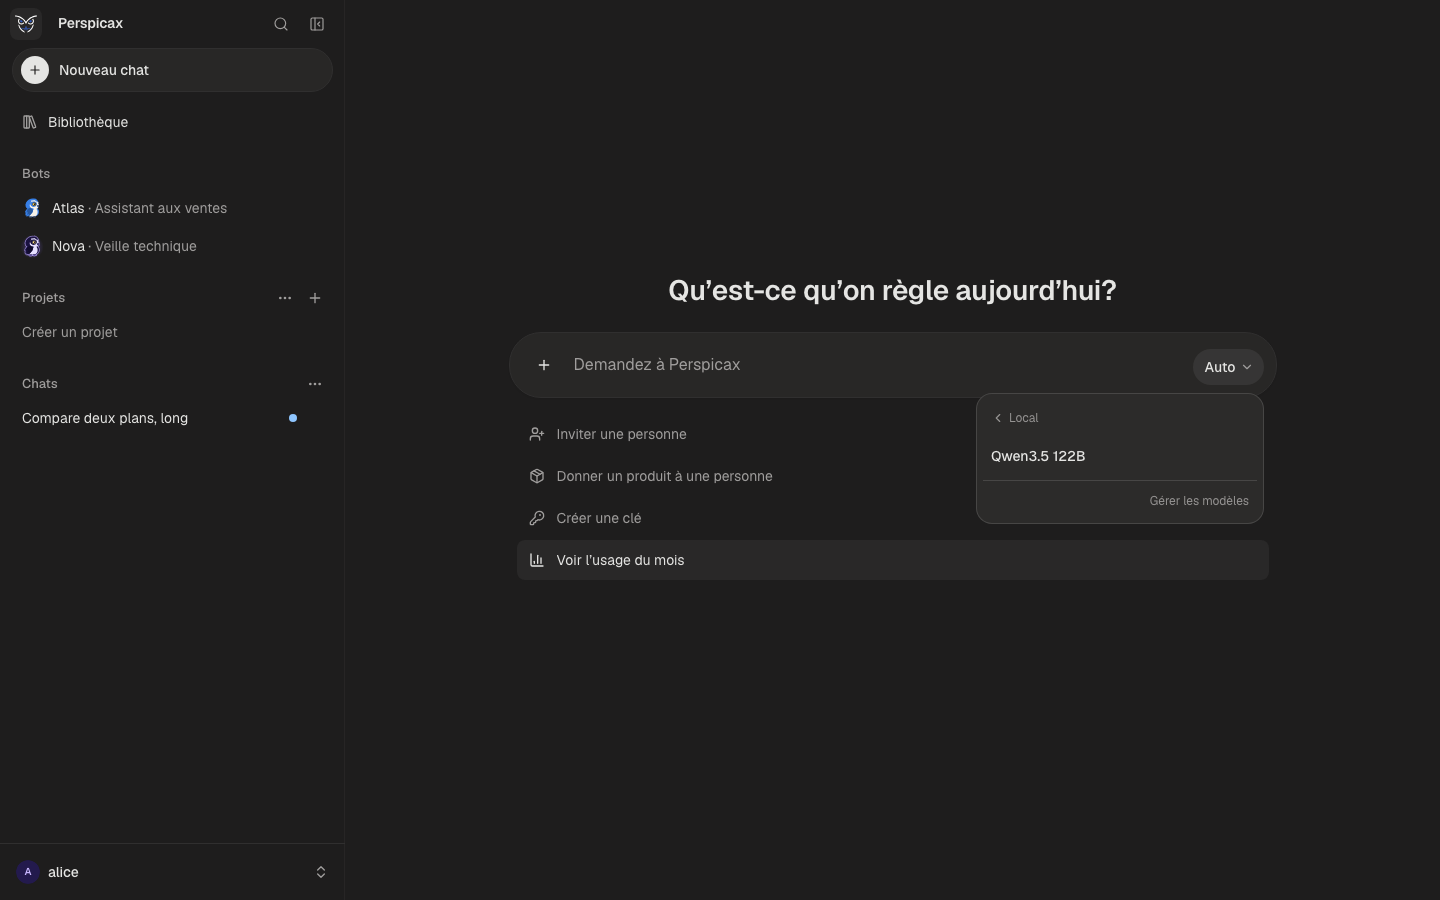 Perspicax
Nouveau chat
Bibliothèque
Bots
Atlas · Assistant aux ventes
Nova · Veille technique
Projets
Créer un projet
Chats
Compare deux plans, long
A alice
Qu’est-ce qu’on règle aujourd’hui?
Demandez à Perspicax
Auto
Local
Qwen3.5 122B
Gérer les modèles
Inviter une personne
Donner un produit à une personne
Créer une clé
Voir l’usage du mois